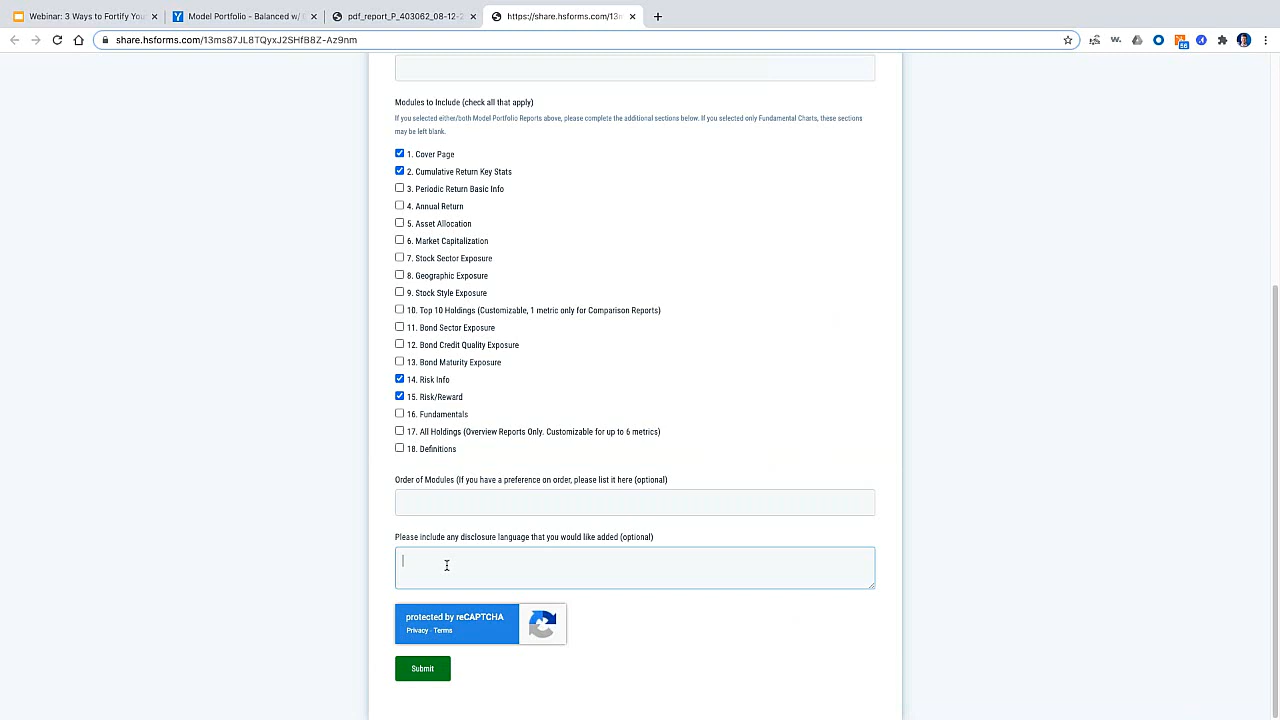 Webinar: 3 Ways to Fortify You
Model Portfolio - Balanced w/
pdf_report_P_403062_08-12-2
https://share.hsforms.com/13m
share.hsforms.com/13ms87JL8TQyxJ2SHfB8Z-Az9nm
56
Modules to Include (check all that apply)
If you selected either/both Model Portfolio Reports above, please complete the additional sections below. If you selected only Fundamental Charts, these sections
may be left blank.
1. Cover Page
2. Cumulative Return Key Stats
3. Periodic Return Basic Info
4. Annual Return
5. Asset Allocation
6. Market Capitalization
7. Stock Sector Exposure
8. Geographic Exposure
9. Stock Style Exposure
10. Top 10 Holdings (Customizable, 1 metric only for Comparison Reports)
11. Bond Sector Exposure
12. Bond Credit Quality Exposure
13. Bond Maturity Exposure
14. Risk Info
15. Risk/Reward
16. Fundamentals
17. All Holdings (Overview Reports Only. Customizable for up to 6 metrics)
18. Definitions
Order of Modules (If you have a preference on order, please list it here (optional)
Please include any disclosure language that you would like added (optional)
protected by reCAPTCHA
Privacy - Terms
Submit